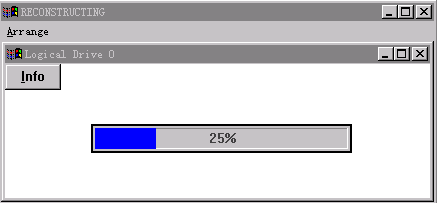 RECONSTRUCTING
Arrange
Logical Drive 0
Info
25%